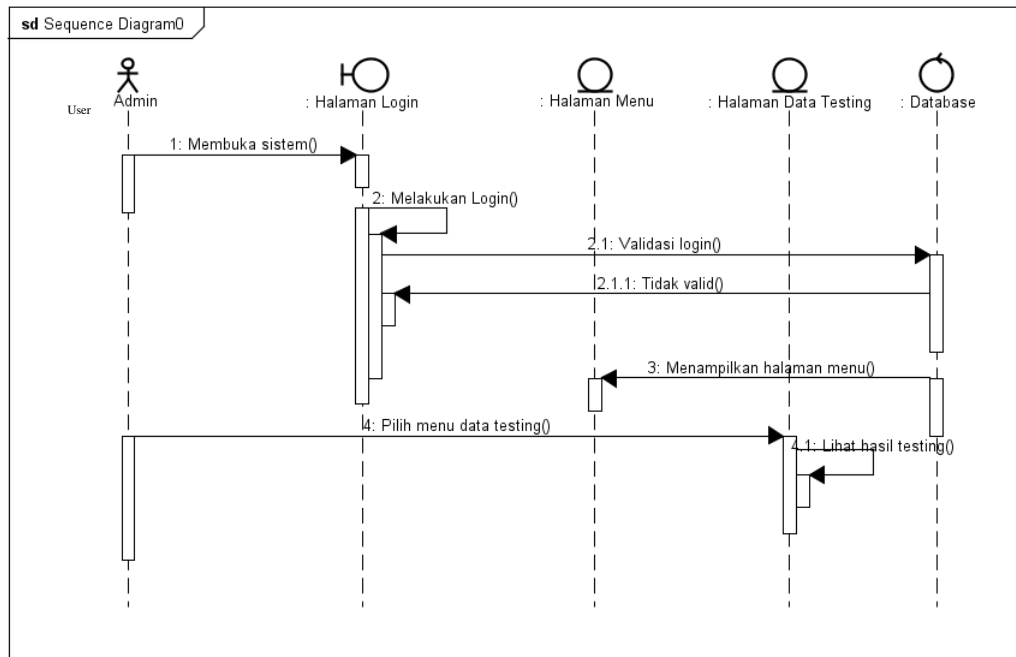 sd Sequence Diagram0
User
Admin
: Halaman Login
: Halaman Menu
: Halaman Data Testing
: Database
1: Membuka sistem()
2: Melakukan Login()
2.1: Validasi login()
2.1.1: Tidak valid()
3: Menampilkan halaman menu()
4: Pilih menu data testing()
4.1: Lihat hasil testing()